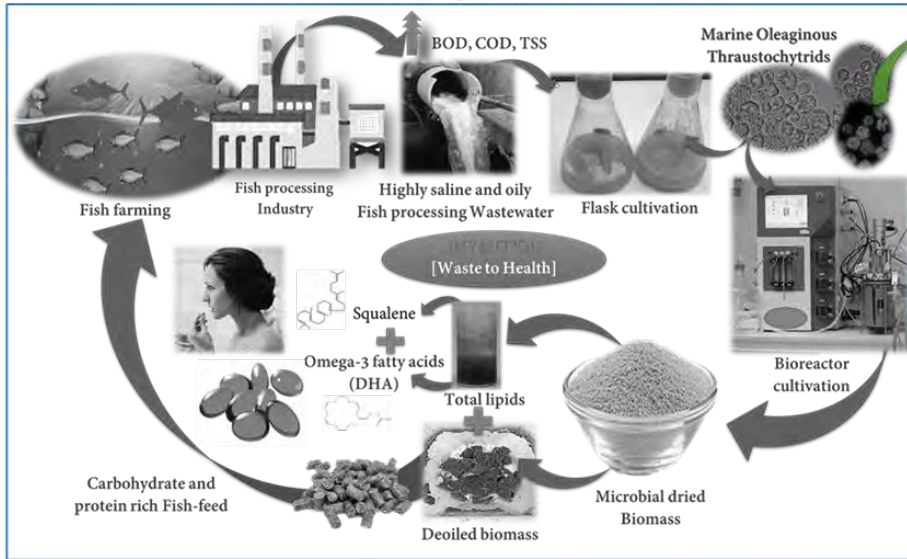 BOD, COD, TSS
Marine Oleaginous
Thraustochytrids
Fish farming
Fish processing
Industry
Highly saline and oily
Fish processing Wastewater
Flask cultivation
[Waste to Health]
Squalene
Omega-3 fatty acids
(DHA)
Total lipids
Bioreactor
cultivation
Carbohydrate and
protein rich Fish-feed
Deoiled biomass
Microbial dried
Biomass